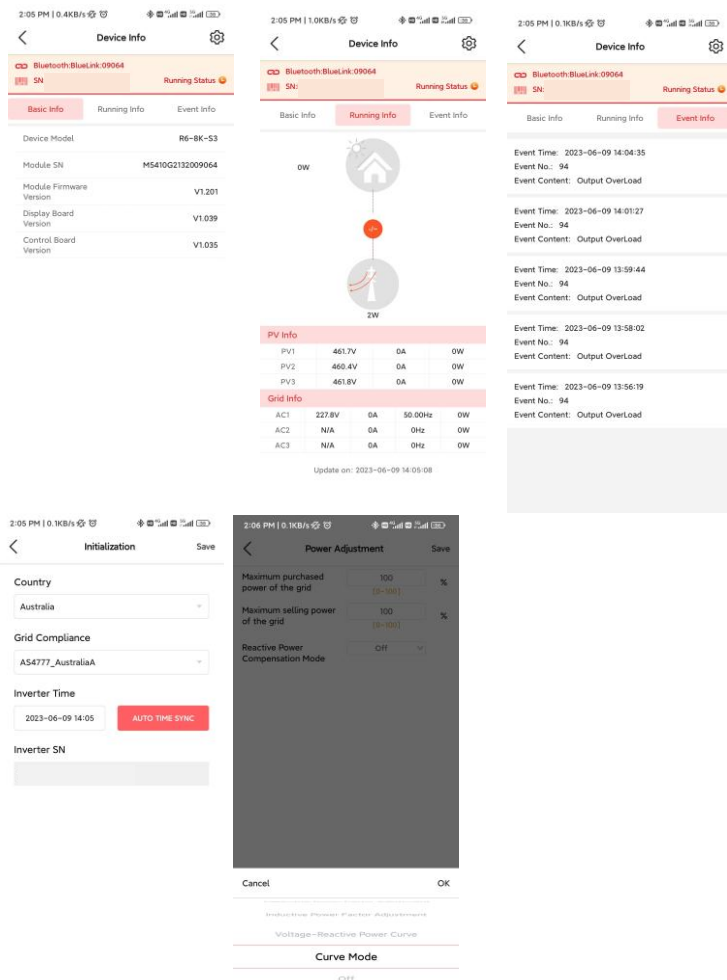 2:05 PM | 0.4KB/s
Device Info
Bluetooth:BlueLink:09064
SN
Running Status
Basic Info
Running Info
Event Info
Device Model
R6-8K-S3
Module SN
M5410G2132009064
Module Firmware
Version
V1.201
Display Board
Version
V1.039
Control Board
Version
V1.035
2:05 PM | 1.0KB/s
Device Info
Bluetooth:BlueLink:09064
SN:
Running Status
Basic Info
Running Info
Event Info
0W
2W
PV Info
PV1 461.7V 0A 0W
PV2 460.4V 0A 0W
PV3 461.8V 0A 0W
Grid Info
AC1 227.8V 0A 50.00Hz 0W
AC2 N/A 0A 0Hz 0W
AC3 N/A 0A 0Hz 0W
Update on: 2023-06-09 14:05:08
2:05 PM | 0.1KB/s
Device Info
Bluetooth:BlueLink:09064
SN:
Running Status
Basic Info
Running Info
Event Info
Event Time: 2023-06-09 14:04:35
Event No.: 94
Event Content: Output OverLoad
Event Time: 2023-06-09 14:01:27
Event No.: 94
Event Content: Output OverLoad
Event Time: 2023-06-09 13:59:44
Event No.: 94
Event Content: Output OverLoad
Event Time: 2023-06-09 13:58:02
Event No.: 94
Event Content: Output OverLoad
Event Time: 2023-06-09 13:56:19
Event No.: 94
Event Content: Output OverLoad
2:05 PM | 0.1KB/s
Initialization
Save
Country
Australia
Grid Compliance
AS4777_AustraliaA
Inverter Time
2023-06-09 14:05
AUTO TIME SYNC
Inverter SN
2:06 PM | 0.1KB/s
Power Adjustment
Save
Maximum purchased
power of the grid
100
%
[0-100]
Maximum selling power
of the grid
100
%
[0-100]
Reactive Power
Compensation Mode
Off
Cancel
OK
Inductive Power Factor Adjustment
Voltage-Reactive Power Curve
Curve Mode
Off